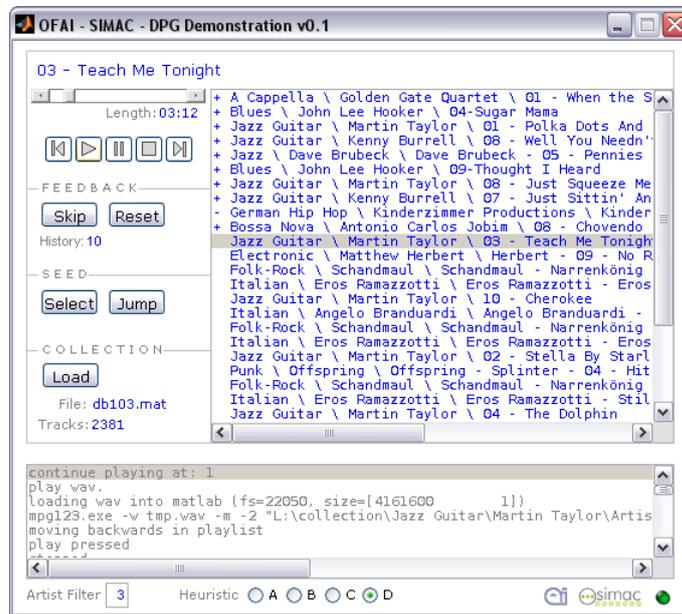 OFAI - SIMAC - DPG Demonstration v0.1
03 - Teach Me Tonight
Length: 03:12
FEEDBACK
Skip Reset
History: 10
SEED
Select Jump
COLLECTION
Load
File: db103.mat
Tracks: 2381
+ A Cappella \ Golden Gate Quartet \ 01 - When the S
+ Blues \ John Lee Hooker \ 04-Sugar Mama
+ Jazz Guitar \ Martin Taylor \ 01 - Polka Dots And
+ Jazz Guitar \ Kenny Burrell \ 08 - Well You Needn'
+ Jazz \ Dave Brubeck \ Dave Brubeck - 05 - Pennies
+ Blues \ John Lee Hooker \ 09-Thought I Heard
+ Jazz Guitar \ Martin Taylor \ 08 - Just Squeeze Me
+ Jazz Guitar \ Kenny Burrell \ 07 - Just Sittin' An
- German Hip Hop \ Kinderzimmer Productions \ Kinder
+ Bossa Nova \ Antonio Carlos Jobim \ 08 - Chovendo
Jazz Guitar \ Martin Taylor \ 03 - Teach Me Tonigh
Electronic \ Matthew Herbert \ Herbert - 09 - No R
Folk-Rock \ Schandmaul \ Schandmaul - Narrenkönig
Italian \ Eros Ramazzotti \ Eros Ramazzotti - Eros
Jazz Guitar \ Martin Taylor \ 10 - Cherokee
Italian \ Angelo Branduardi \ Angelo Branduardi -
Folk-Rock \ Schandmaul \ Schandmaul - Narrenkönig
Italian \ Eros Ramazzotti \ Eros Ramazzotti - Eros
Jazz Guitar \ Martin Taylor \ 02 - Stella By Starl
Punk \ Offspring \ Offspring - Splinter - 04 - Hit
Folk-Rock \ Schandmaul \ Schandmaul - Narrenkönig
Italian \ Eros Ramazzotti \ Eros Ramazzotti - Stil
Jazz Guitar \ Martin Taylor \ 04 - The Dolphin
continue playing at: 1
play wav.
loading wav into matlab (fs=22050, size=[4161600 1])
mpg123.exe -w tmp.wav -m -2 "L:\collection\Jazz Guitar\Martin Taylor\Artis
moving backwards in playlist
play pressed
Artist Filter 3 Heuristic A B C D simac